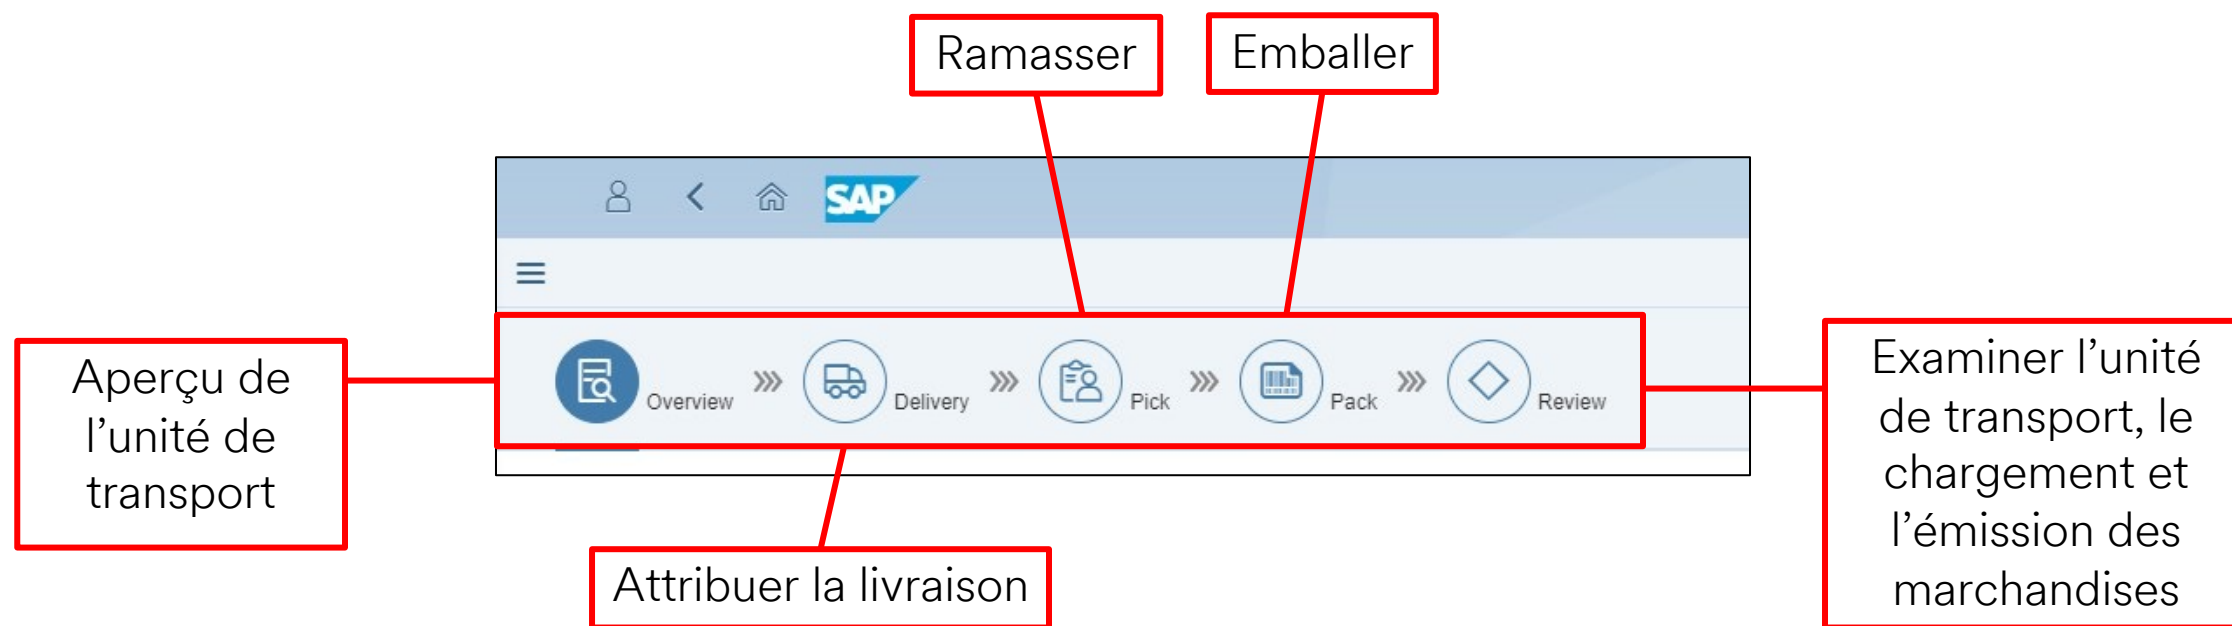 Ramasser
Emballer
SAP
Overview
Delivery
Pick
Pack
Review
Aperçu de
l’unité de
transport
Examiner l’unité
de transport, le
chargement et
l’émission des
marchandises
Attribuer la livraison